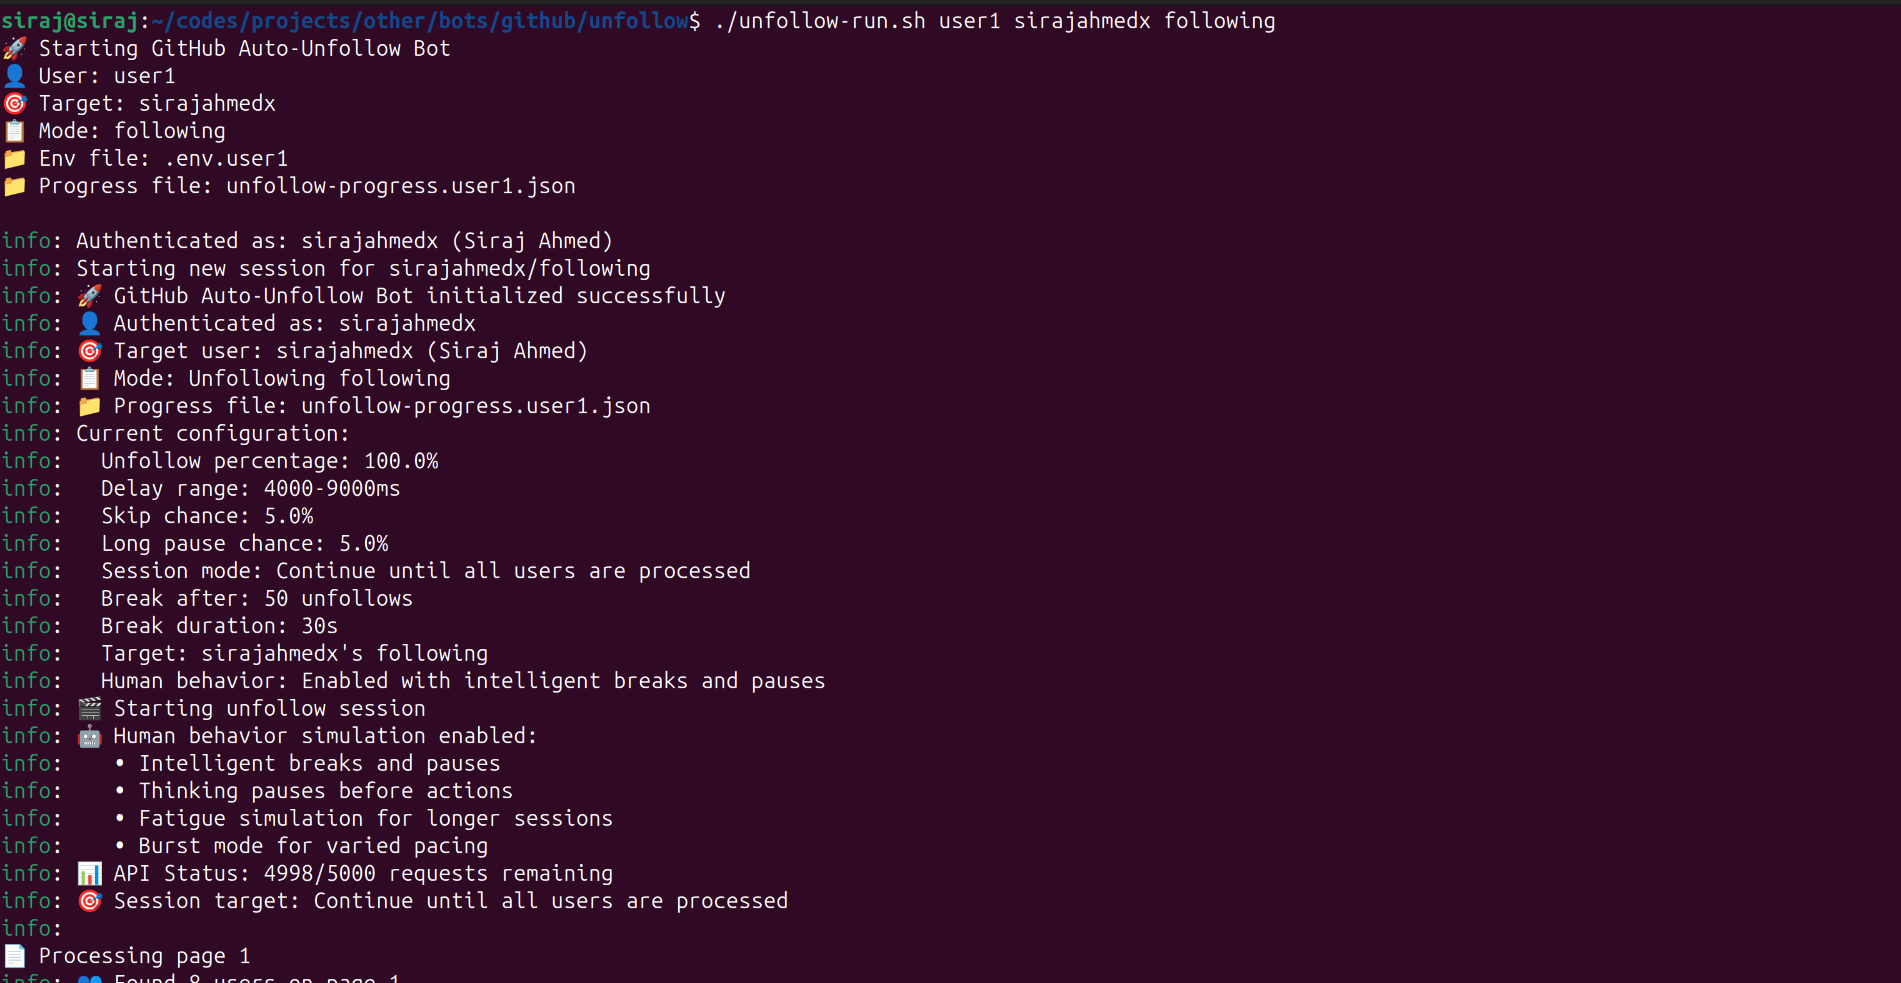 siraj@siraj:~/codes/projects/other/bots/github/unfollow$ ./unfollow-run.sh user1 sirajahmedx following
🚀 Starting GitHub Auto-Unfollow Bot
👤 User: user1
🎯 Target: sirajahmedx
📋 Mode: following
📁 Env file: .env.user1
📁 Progress file: unfollow-progress.user1.json

info: Authenticated as: sirajahmedx (Siraj Ahmed)
info: Starting new session for sirajahmedx/following
info: 🚀 GitHub Auto-Unfollow Bot initialized successfully
info: 👤 Authenticated as: sirajahmedx
info: 🎯 Target user: sirajahmedx (Siraj Ahmed)
info: 📋 Mode: Unfollowing following
info: 📁 Progress file: unfollow-progress.user1.json
info: Current configuration:
info:   Unfollow percentage: 100.0%
info:   Delay range: 4000-9000ms
info:   Skip chance: 5.0%
info:   Long pause chance: 5.0%
info:   Session mode: Continue until all users are processed
info:   Break after: 50 unfollows
info:   Break duration: 30s
info:   Target: sirajahmedx's following
info:   Human behavior: Enabled with intelligent breaks and pauses
info: 🎬 Starting unfollow session
info: 🤖 Human behavior simulation enabled:
info:    • Intelligent breaks and pauses
info:    • Thinking pauses before actions
info:    • Fatigue simulation for longer sessions
info:    • Burst mode for varied pacing
info: 📊 API Status: 4998/5000 requests remaining
info: 🎯 Session target: Continue until all users are processed
info:
📄 Processing page 1
info: 👥 Found 8 users on page 1